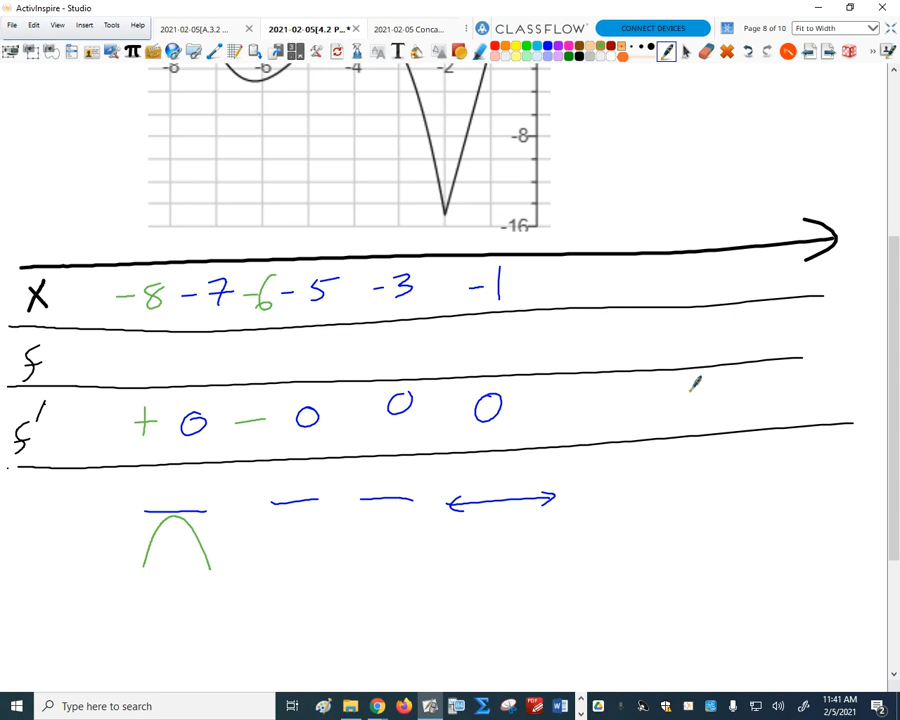 ActivInspire - Studio
File Edit View Insert Tools Help
2021-02-05[A.3.2 ...
2021-02-05[4.2 P...*
2021-02-05 Conca...
CLASSFLOW
CONNECT DEVICES
Page 8 of 10
Fit to Width
-8 -6 -4 -2
-8
-16
X -8 -7 -6 -5 -3 -1
f
f' + 0 - 0 0 0
Type here to search
11:41 AM
2/5/2021
2